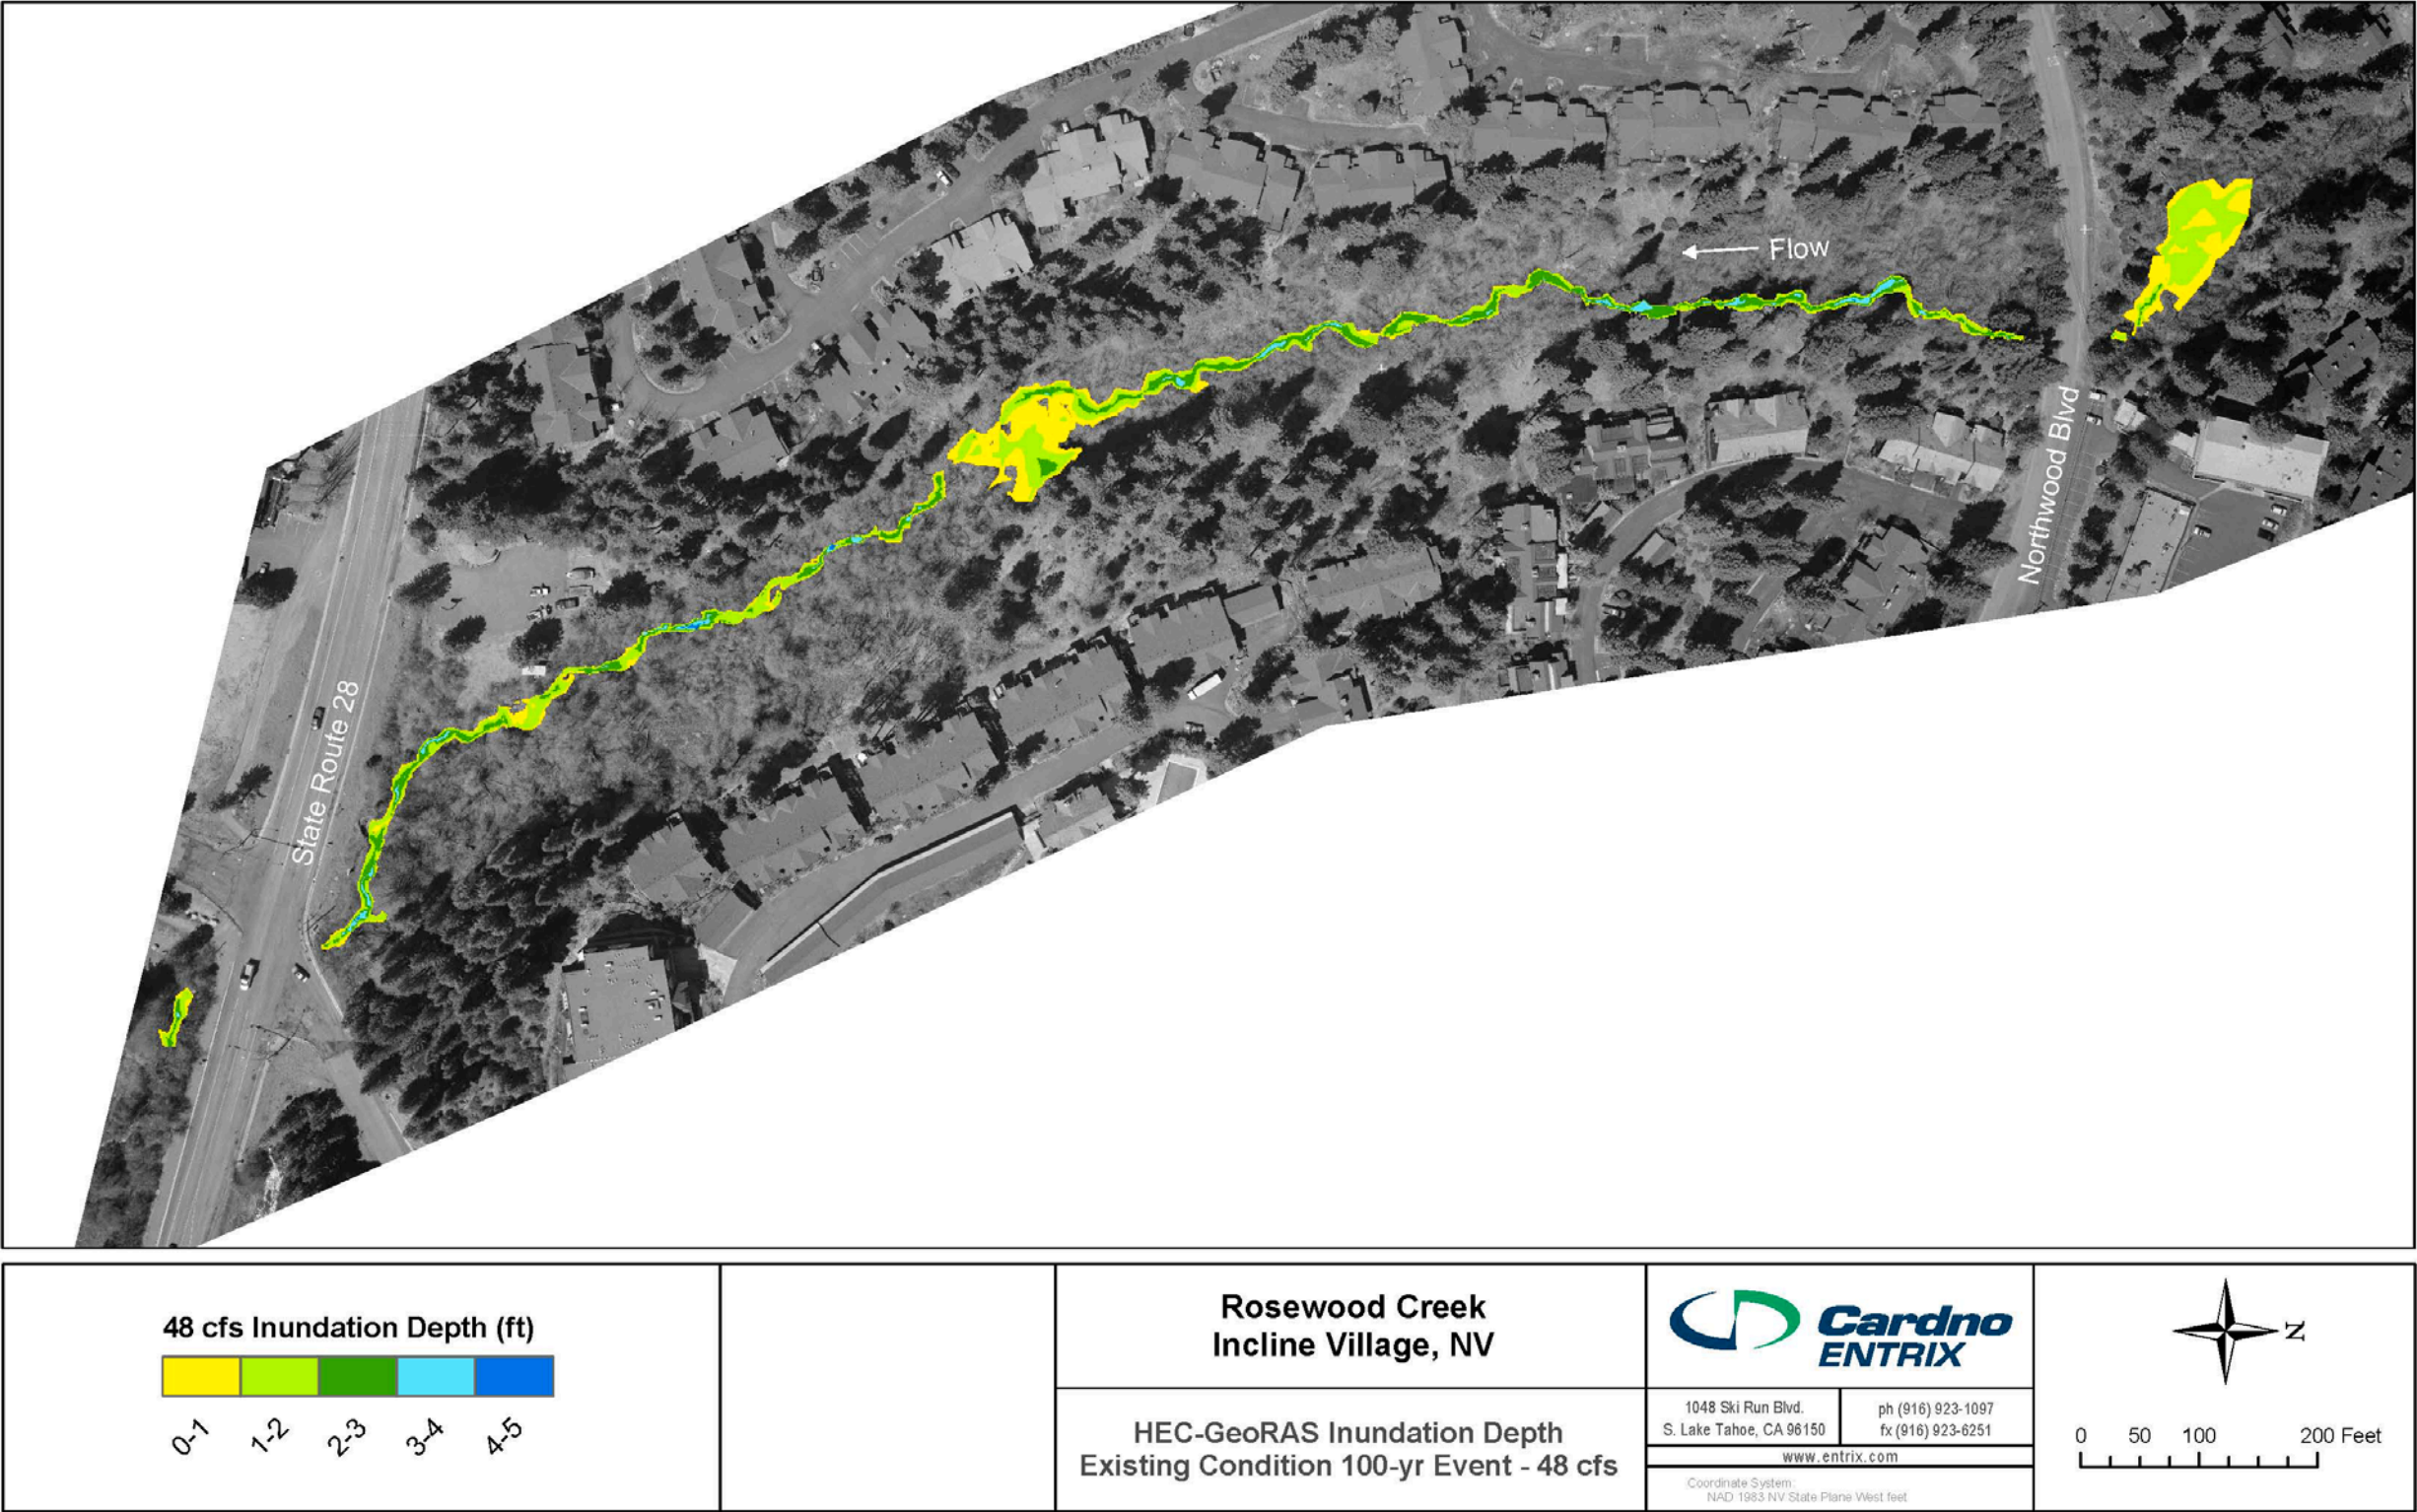 Flow
Northwood Blvd
State Route 28
48 cfs Inundation Depth (ft)
0-1
1-2
2-3
3-4
4-5
Rosewood Creek
Incline Village, NV
HEC-GeoRAS Inundation Depth
Existing Condition 100-yr Event - 48 cfs
Cardno
ENTRIX
1048 Ski Run Blvd.
S. Lake Tahoe, CA 96150
ph (916) 923-1097
fx (916) 923-6251
www.entrix.com
Coordinate System:
NAD 1983 NV State Plane West feet
N
0 50 100 200 Feet